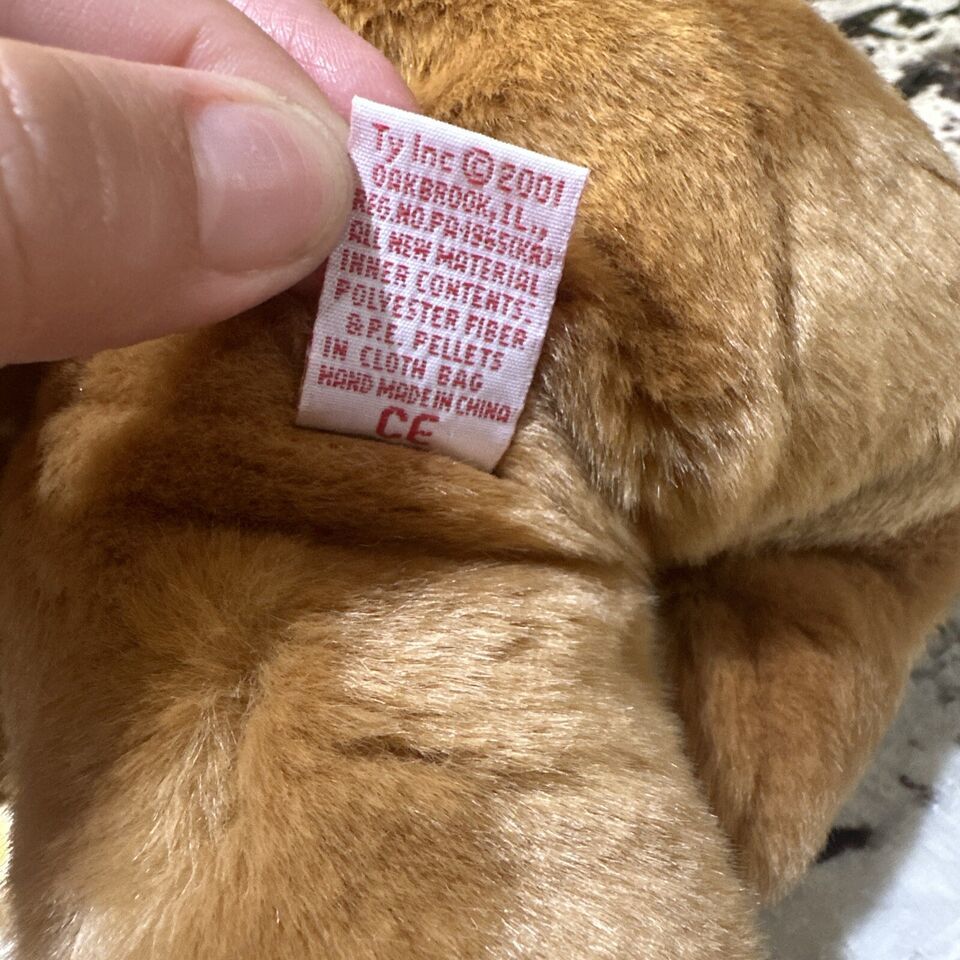 Ty Inc © 2001
OAKBROOK, IL.,
REG.NO.PA:1965(KR)
ALL NEW MATERIAL
INNER CONTENTS.
POLYESTER FIBER
& P.E. PELLETS
IN CLOTH BAG
HAND MADE IN CHINA
CE